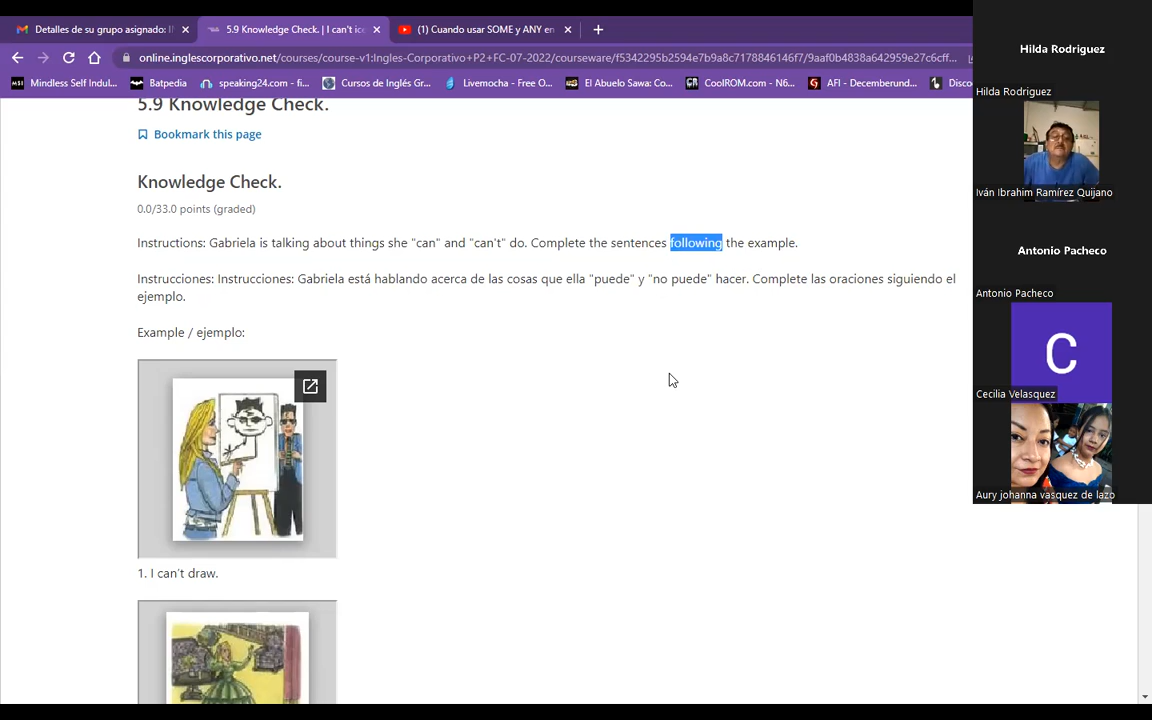 Detalles de su grupo asignado: I
5.9 Knowledge Check. | I can't ice
(1) Cuando usar SOME y ANY en
online.inglescorporativo.net/courses/course-v1:Ingles-Corporativo+P2+FC-07-2022/courseware/f5342295b2594e7b9a8c7178846146f7/9aaf0b4838a642959e27c6cff...
Mindless Self Indul...
Batpedia
speaking24.com - fi...
Cursos de Inglés Gr...
Livemocha - Free O...
El Abuelo Sawa: Co...
CoolROM.com - N6...
AFI - Decemberund...
Disco
5.9 Knowledge Check.
Bookmark this page
Knowledge Check.
0.0/33.0 points (graded)
Instructions: Gabriela is talking about things she "can" and "can't" do. Complete the sentences following the example.
Instrucciones: Instrucciones: Gabriela está hablando acerca de las cosas que ella "puede" y "no puede" hacer. Complete las oraciones siguiendo el
ejemplo.
Example / ejemplo:
1. I can´t draw.
Hilda Rodriguez
Hilda Rodriguez
Iván Ibrahim Ramírez Quijano
Antonio Pacheco
Antonio Pacheco
C
Cecilia Velasquez
Aury johanna vasquez de lazo